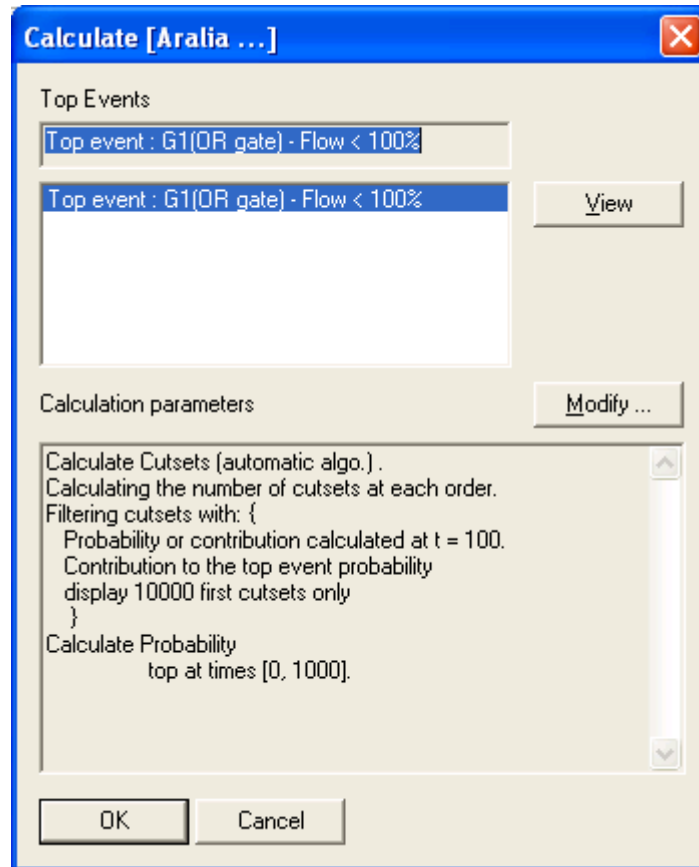 Calculate [Aralia ...]
Top Events
Top event : G1(OR gate) - Flow < 100%
Top event : G1(OR gate) - Flow < 100%
View
Calculation parameters
Modify ...
Calculate Cutsets (automatic algo.) .
Calculating the number of cutsets at each order.
Filtering cutsets with: {
Probability or contribution calculated at t = 100.
Contribution to the top event probability
display 10000 first cutsets only
}
Calculate Probability
top at times [0, 1000].
OK
Cancel